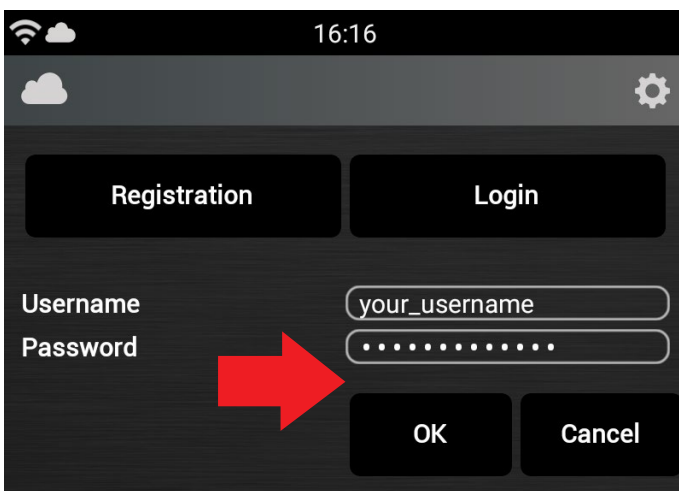 16:16
Registration Login
Username your_username
Password •••••••••••••
OK Cancel